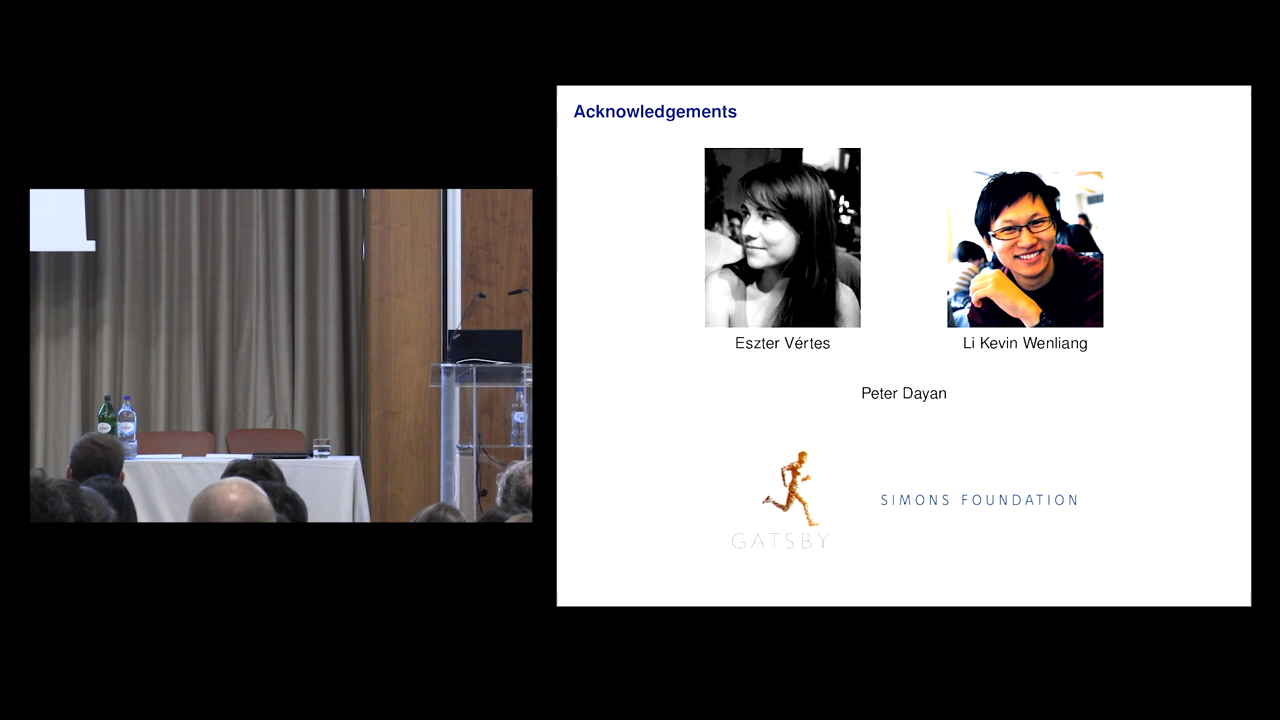 Acknowledgements
Eszter Vértes
Li Kevin Wenliang
Peter Dayan
GATSBY
SIMONS FOUNDATION